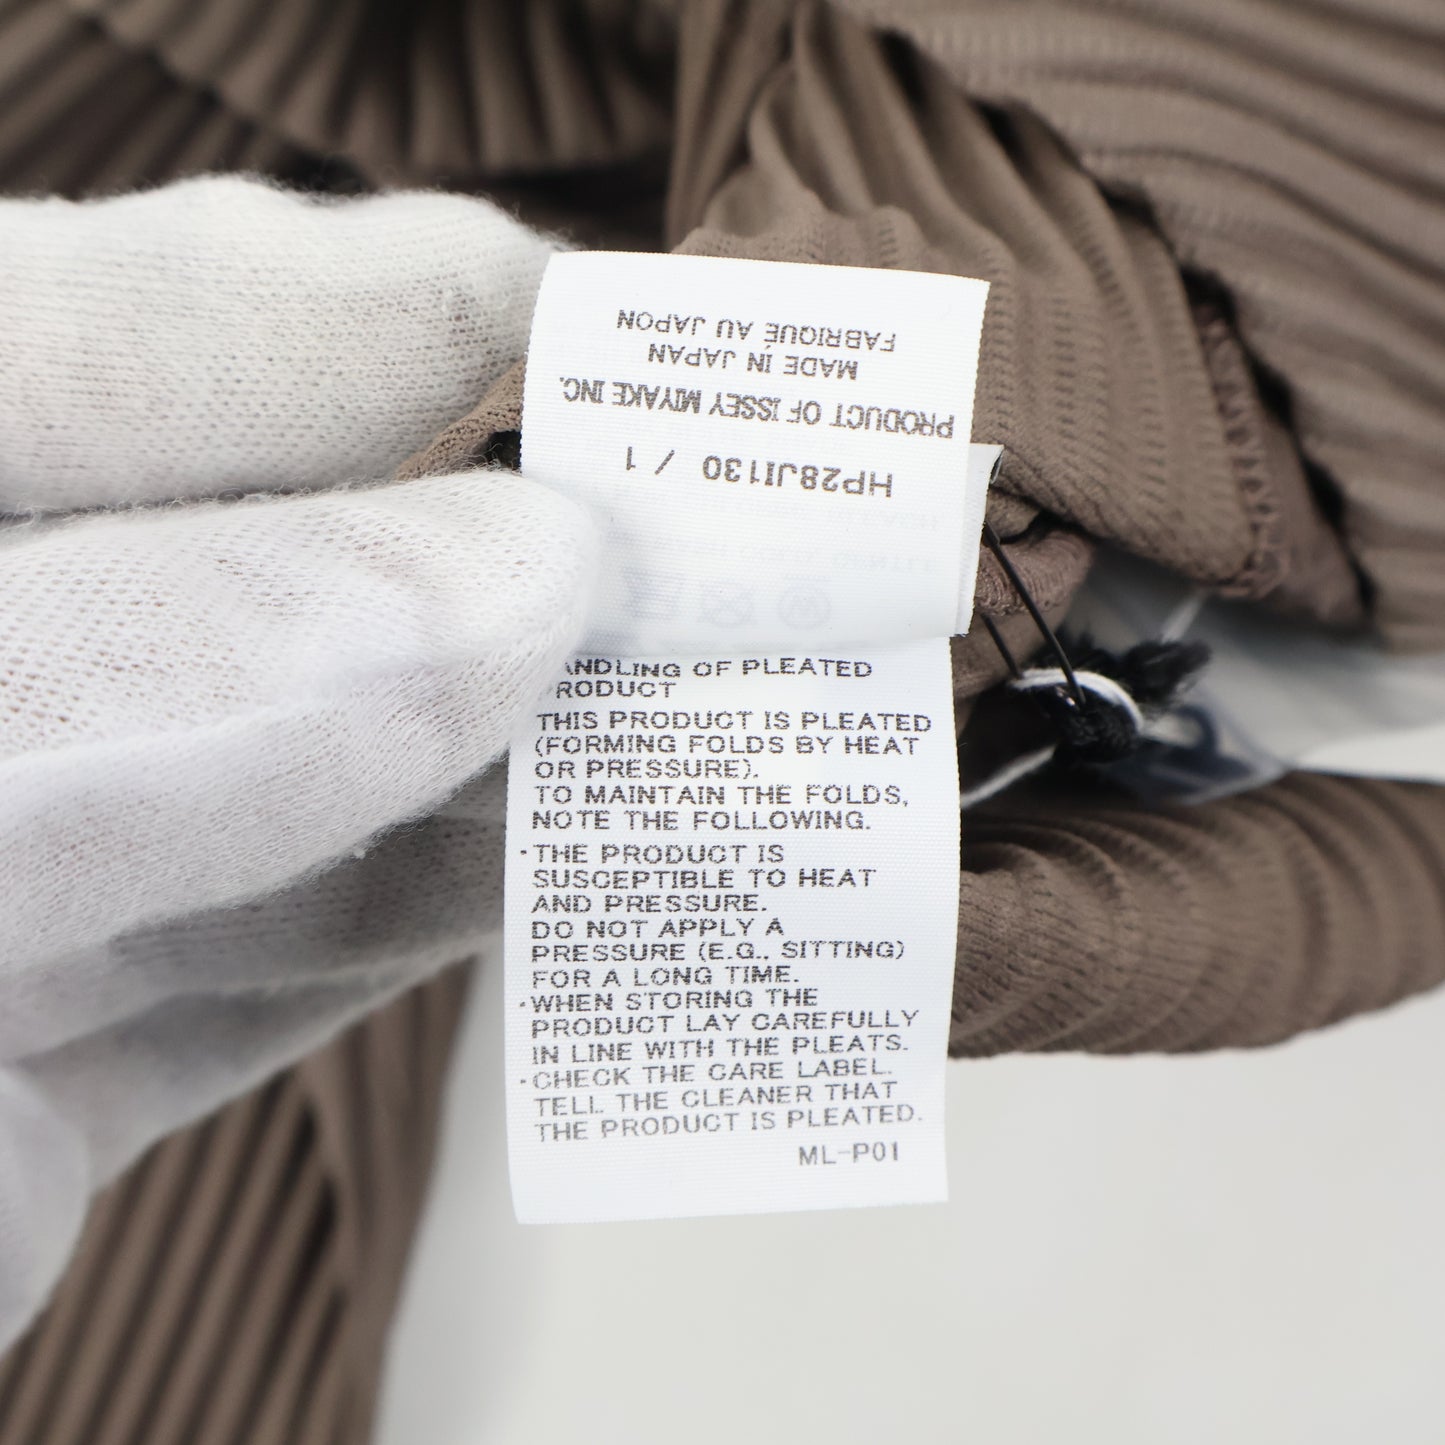 FABRIQUÉ AU JAPON
MADE IN JAPAN
PRODUCT OF ISSEY MIYAKE INC.
HP28JI130 / 1
ANDLING OF PLEATED
RODUCT
THIS PRODUCT IS PLEATED
(FORMING FOLDS BY HEAT
OR PRESSURE).
TO MAINTAIN THE FOLDS,
NOTE THE FOLLOWING.
·THE PRODUCT IS
SUSCEPTIBLE TO HEAT
AND PRESSURE.
DO NOT APPLY A
PRESSURE (E.G., SITTING)
FOR A LONG TIME.
·WHEN STORING THE
PRODUCT LAY CAREFULLY
IN LINE WITH THE PLEATS.
·CHECK THE CARE LABEL.
TELL THE CLEANER THAT
THE PRODUCT IS PLEATED.
ML-P01